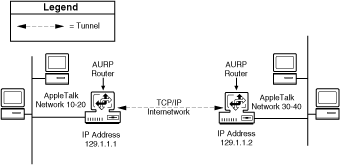 Legend
= Tunnel
AURP
Router
AURP
Router
AppleTalk
Network 10-20
TCP/IP
Internetwork
AppleTalk
Network 30-40
IP Address
129.1.1.1
IP Address
129.1.1.2